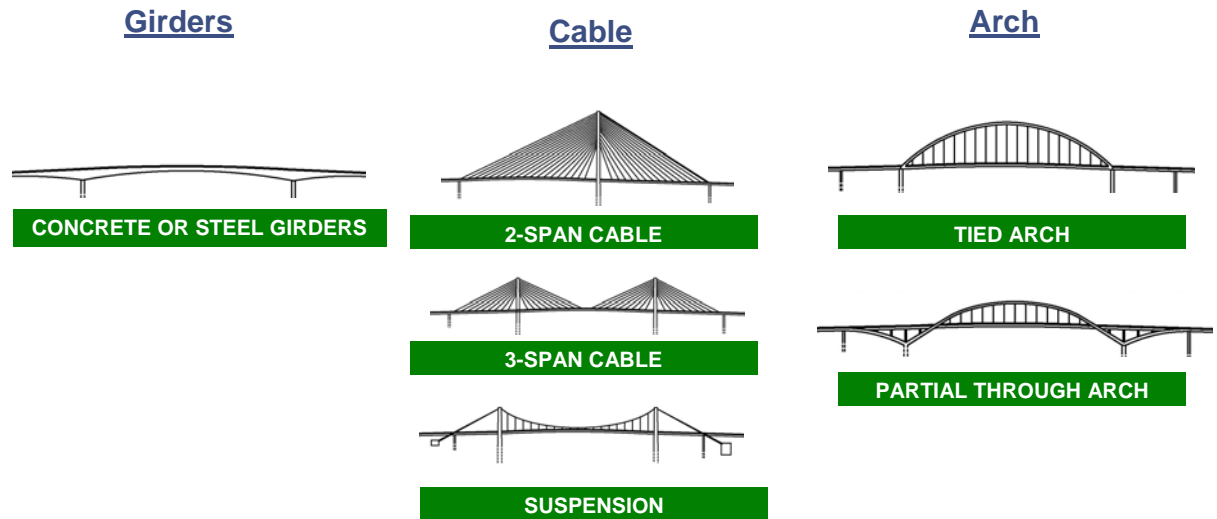 Girders
CONCRETE OR STEEL GIRDERS
Cable
2-SPAN CABLE
3-SPAN CABLE
SUSPENSION
Arch
TIED ARCH
PARTIAL THROUGH ARCH